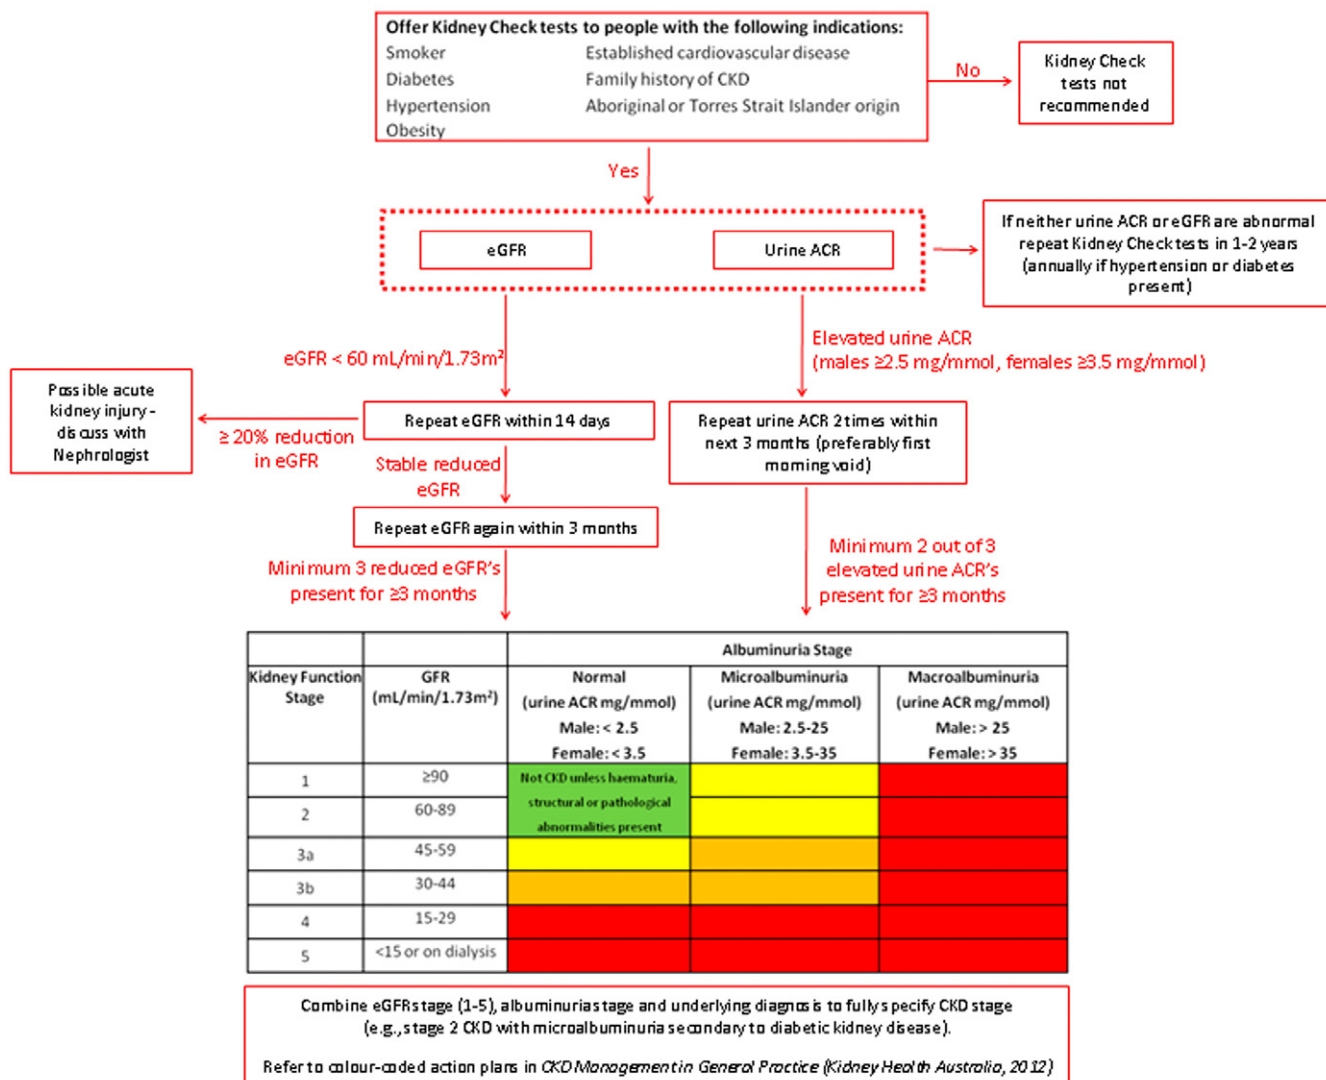 Offer Kidney Check tests to people with the following indications:
Smoker Established cardiovascular disease
Diabetes Family history of CKD
Hypertension Aboriginal or Torres Strait Islander origin
Obesity
No
Kidney Check
tests not
recommended
Yes
eGFR
Urine ACR
If neither urine ACR or eGFR are abnormal
repeat Kidney Check tests in 1-2 years
(annually if hypertension or diabetes
present)
eGFR < 60 mL/min/1.73m²
Elevated urine ACR
(males ≥2.5 mg/mmol, females ≥3.5 mg/mmol)
Possible acute
kidney injury-
discuss with
Nephrologist
≥ 20% reduction
in eGFR
Repeat eGFR within 14 days
Repeat urine ACR 2 times within
next 3 months (preferably first
morning void)
Stable reduced
eGFR
Repeat eGFR again within 3 months
Minimum 3 reduced eGFR's
present for ≥3 months
Minimum 2 out of 3
elevated urine ACR's
present for ≥3 months
Albuminuria Stage
Kidney Function
Stage
GFR
(mL/min/1.73m²)
Normal
(urine ACR mg/mmol)
Male: < 2.5
Female: < 3.5
Microalbuminuria
(urine ACR mg/mmol)
Male: 2.5-25
Female: 3.5-35
Macroalbuminuria
(urine ACR mg/mmol)
Male: > 25
Female: > 35
1 ≥90
2 60-89
Not CKD unless haematuria,
structural or pathological
abnormalities present
3a 45-59
3b 30-44
4 15-29
5 <15 or on dialysis
Combine eGFR stage (1-5), albuminuria stage and underlying diagnosis to fully specify CKD stage
(e.g., stage 2 CKD with microalbuminuria secondary to diabetic kidney disease).
Refer to colour-coded action plans in CKD Management in General Practice (Kidney Health Australia, 2012)